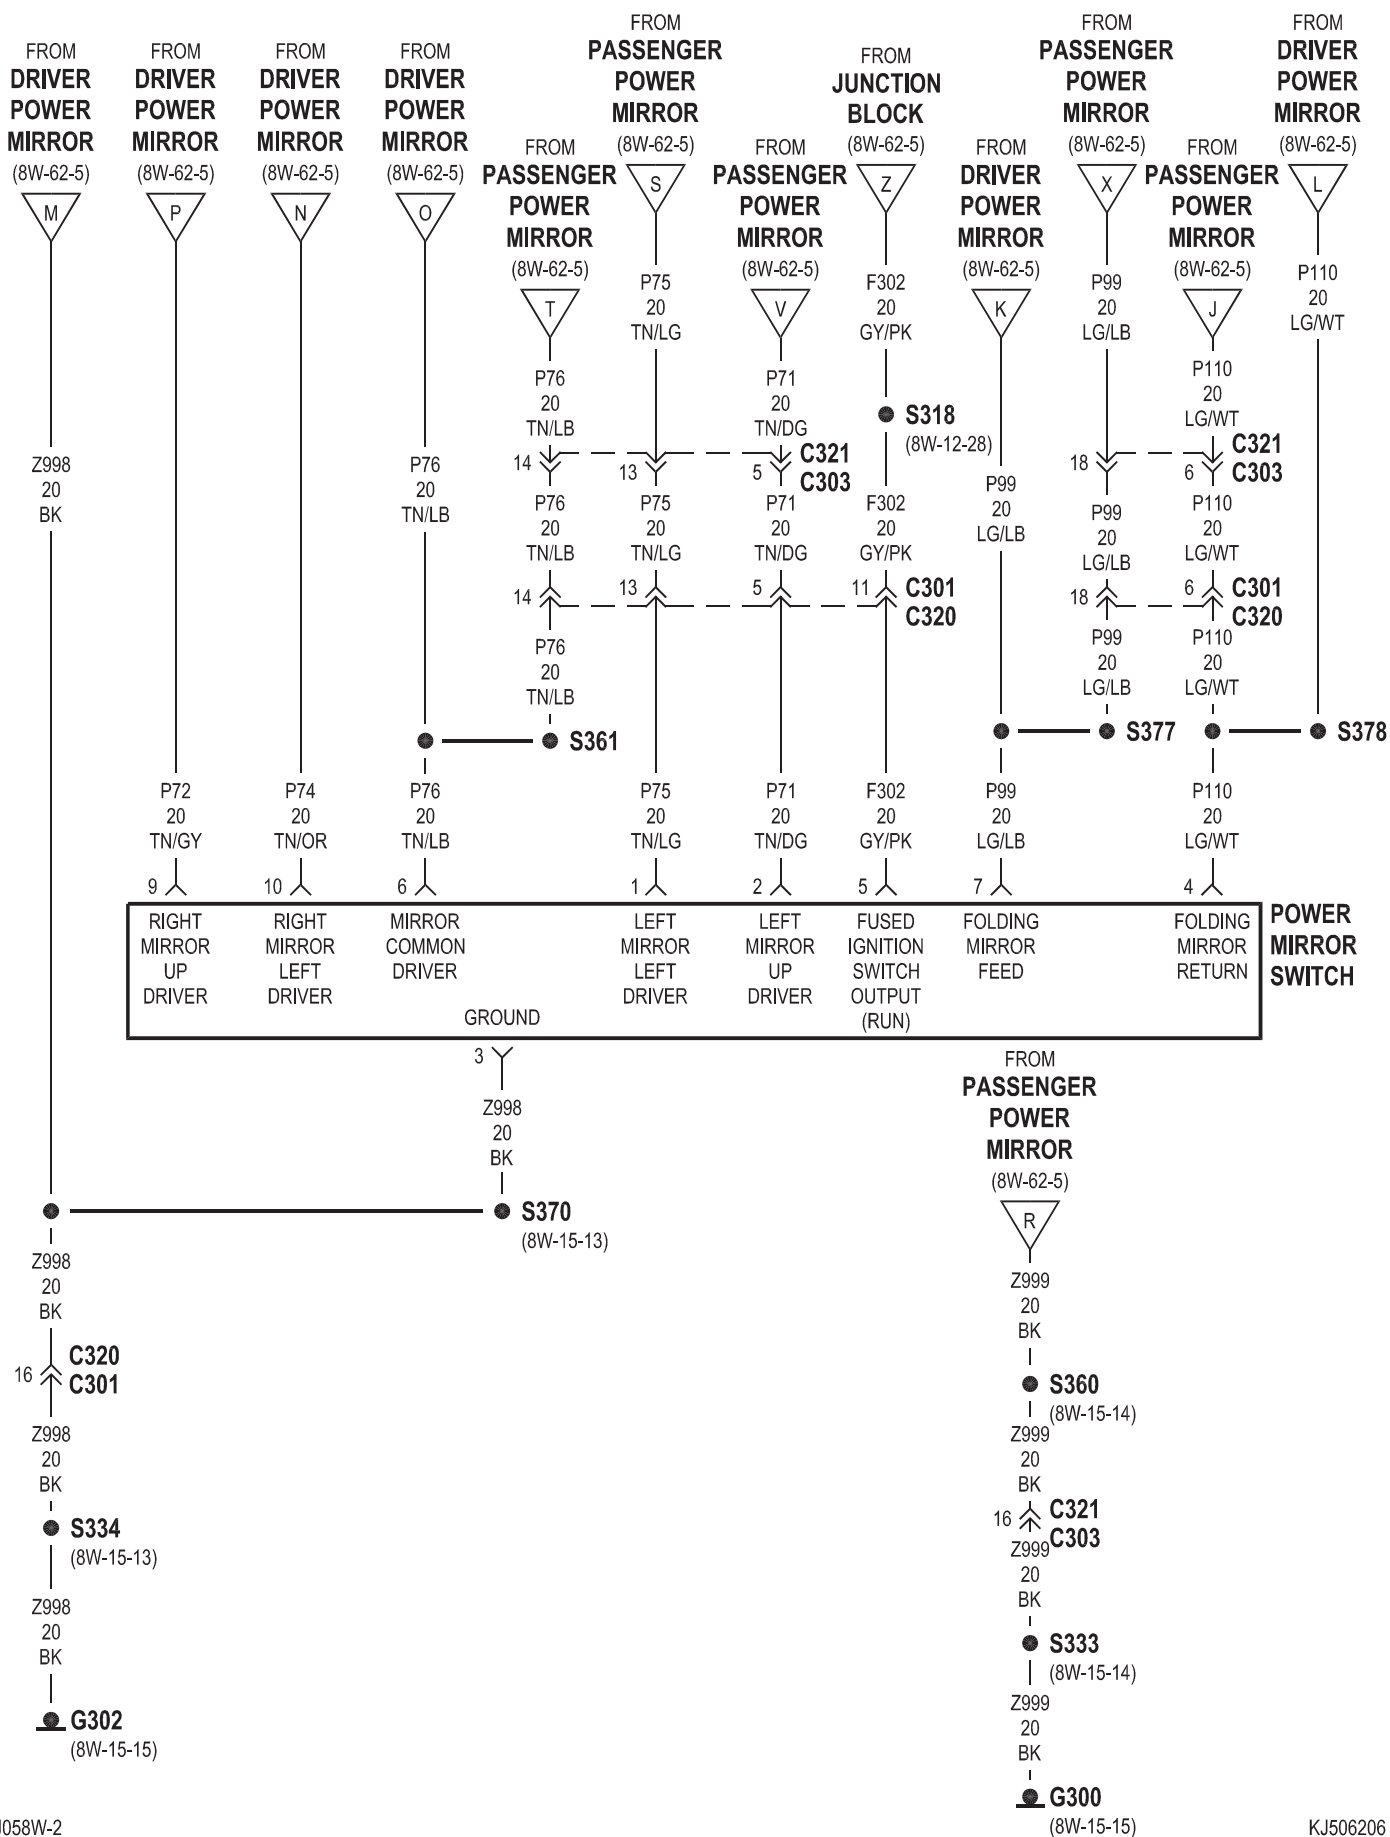 FROM
DRIVER
POWER
MIRROR
(8W-62-5)
M
FROM
DRIVER
POWER
MIRROR
(8W-62-5)
P
FROM
DRIVER
POWER
MIRROR
(8W-62-5)
N
FROM
DRIVER
POWER
MIRROR
(8W-62-5)
O
FROM
PASSENGER
POWER
MIRROR
(8W-62-5)
T
FROM
PASSENGER
POWER
MIRROR
(8W-62-5)
S
FROM
PASSENGER
POWER
MIRROR
(8W-62-5)
V
FROM
JUNCTION
BLOCK
(8W-62-5)
Z
FROM
DRIVER
POWER
MIRROR
(8W-62-5)
K
FROM
PASSENGER
POWER
MIRROR
(8W-62-5)
X
FROM
PASSENGER
POWER
MIRROR
(8W-62-5)
J
FROM
DRIVER
POWER
MIRROR
(8W-62-5)
L
P75
20
TN/LG
F302
20
GY/PK
P99
20
LG/LB
P110
20
LG/WT
P76
20
TN/LB
P71
20
TN/DG
P110
20
LG/WT
S318
(8W-12-28)
Z998
20
BK
P76
20
TN/LB
14
13
5
C321
C303
P99
20
LG/LB
18
6
C321
C303
P76
20
TN/LB
P75
20
TN/LG
P71
20
TN/DG
F302
20
GY/PK
P99
20
LG/LB
P110
20
LG/WT
14
13
5
11
C301
C320
18
6
C301
C320
P76
20
TN/LB
P99
20
LG/LB
P110
20
LG/WT
S361
S377
S378
P72
20
TN/GY
P74
20
TN/OR
P76
20
TN/LB
P75
20
TN/LG
P71
20
TN/DG
F302
20
GY/PK
P99
20
LG/LB
P110
20
LG/WT
9
10
6
1
2
5
7
4
RIGHT
MIRROR
UP
DRIVER
RIGHT
MIRROR
LEFT
DRIVER
MIRROR
COMMON
DRIVER
LEFT
MIRROR
LEFT
DRIVER
LEFT
MIRROR
UP
DRIVER
FUSED
IGNITION
SWITCH
OUTPUT
(RUN)
FOLDING
MIRROR
FEED
FOLDING
MIRROR
RETURN
POWER
MIRROR
SWITCH
GROUND
3
Z998
20
BK
S370
(8W-15-13)
Z998
20
BK
16
C320
C301
Z998
20
BK
S334
(8W-15-13)
Z998
20
BK
G302
(8W-15-15)
FROM
PASSENGER
POWER
MIRROR
(8W-62-5)
R
Z999
20
BK
S360
(8W-15-14)
Z999
20
BK
16
C321
C303
Z999
20
BK
S333
(8W-15-14)
Z999
20
BK
G300
(8W-15-15)
J058W-2
KJ506206